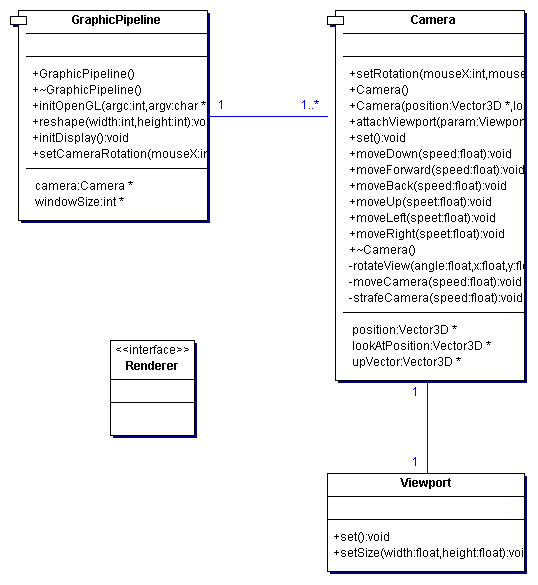 GraphicPipeline
+GraphicPipeline()
+~GraphicPipeline()
+initOpenGL(argc:int,argv:char *
+reshape(width:int,height:int):vo
+initDisplay():void
+setCameraRotation(mouseX:in
camera:Camera *
windowSize:int *
1
1..*
Camera
+setRotation(mouseX:int,mouse
+Camera()
+Camera(position:Vector3D *,lo
+attachViewport(param:Viewpor
+set():void
+moveDown(speed:float):void
+moveForward(speed:float):void
+moveBack(speed:float):void
+moveUp(speet:float):void
+moveLeft(speet:float):void
+moveRight(speet:float):void
+~Camera()
-rotateView(angle:float,x:float,y:flo
-moveCamera(speed:float):void
-strafeCamera(speed:float):void
position:Vector3D *
lookAtPosition:Vector3D *
upVector:Vector3D *
<<interface>>
Renderer
1
1
Viewport
+set():void
+setSize(width:float,height:float):voi